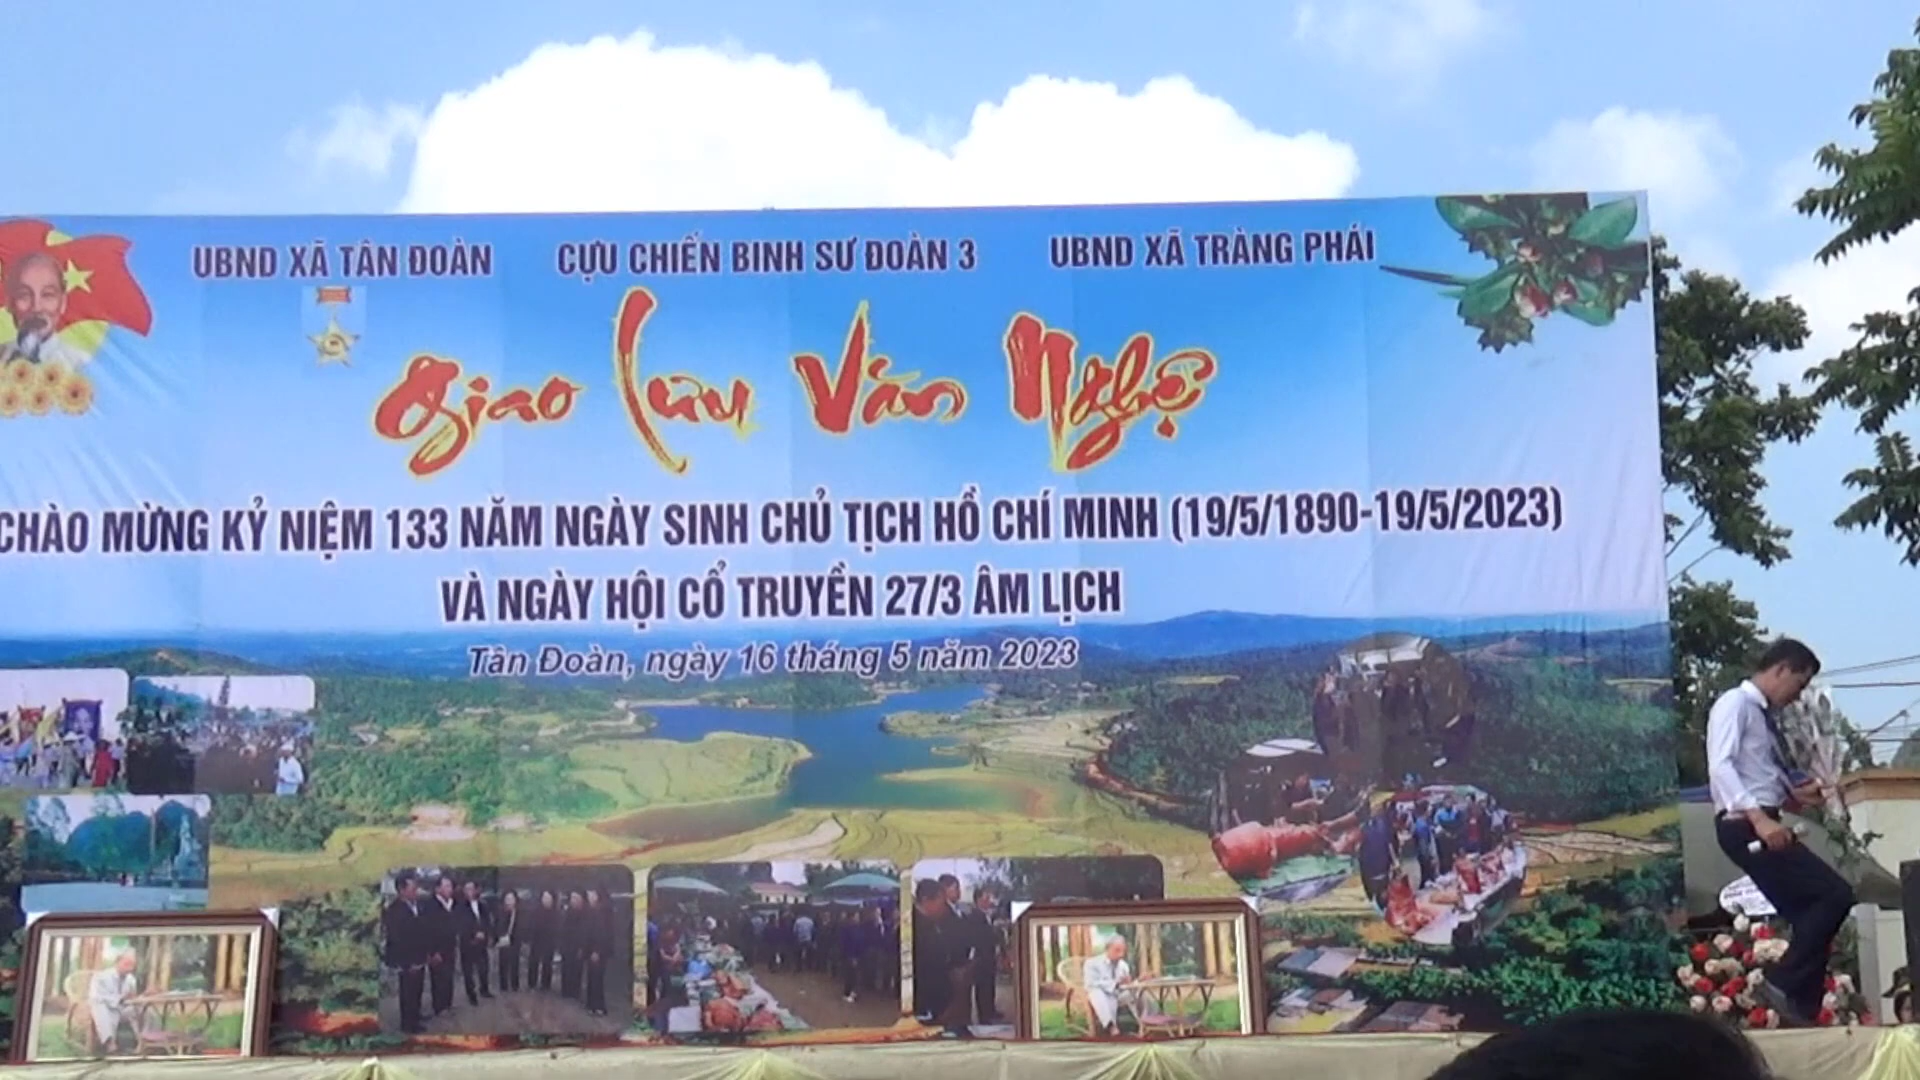 UBND XÃ TÂN ĐOÀN CỰU CHIẾN BINH SƯ ĐOÀN 3 UBND XÃ TRÀNG PHÁI
Giao Lưu Văn Nghệ
CHÀO MỪNG KỶ NIỆM 133 NĂM NGÀY SINH CHỦ TỊCH HỒ CHÍ MINH (19/5/1890-19/5/2023)
VÀ NGÀY HỘI CỔ TRUYỀN 27/3 ÂM LỊCH
Tân Đoàn, ngày 16 tháng 5 năm 2023